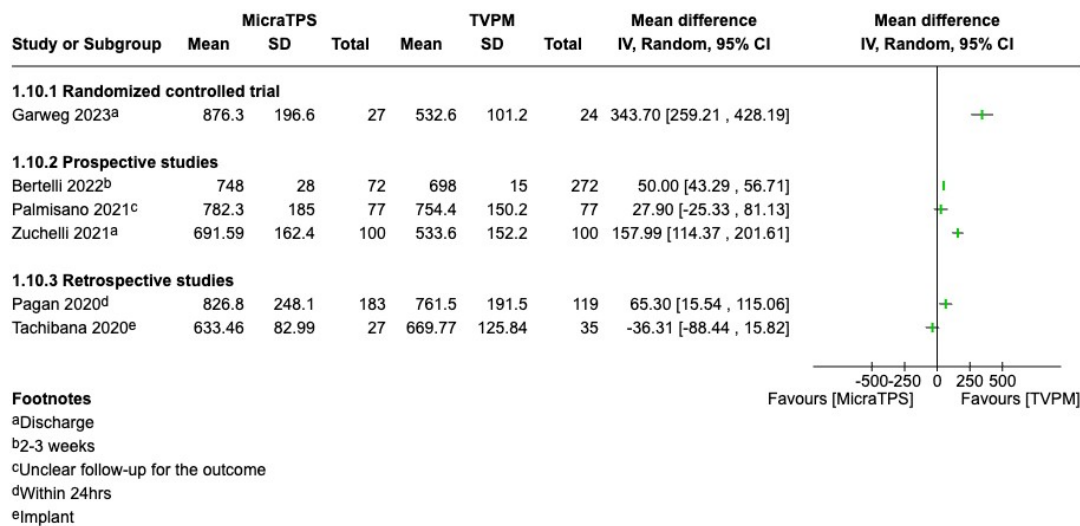 MicraTPS TVPM Mean difference Mean difference
Study or Subgroup Mean SD Total Mean SD Total IV, Random, 95% CI IV, Random, 95% CI
1.10.1 Randomized controlled trial
Garweg 2023a 876.3 196.6 27 532.6 101.2 24 343.70 [259.21 , 428.19]
1.10.2 Prospective studies
Bertelli 2022b 748 28 72 698 15 272 50.00 [43.29 , 56.71]
Palmisano 2021c 782.3 185 77 754.4 150.2 77 27.90 [-25.33 , 81.13]
Zuchelli 2021a 691.59 162.4 100 533.6 152.2 100 157.99 [114.37 , 201.61]
1.10.3 Retrospective studies
Pagan 2020d 826.8 248.1 183 761.5 191.5 119 65.30 [15.54 , 115.06]
Tachibana 2020e 633.46 82.99 27 669.77 125.84 35 -36.31 [-88.44 , 15.82]
-500 -250 0 250 500
Favours [MicraTPS] Favours [TVPM]
Footnotes
aDischarge
b2-3 weeks
cUnclear follow-up for the outcome
dWithin 24hrs
eImplant